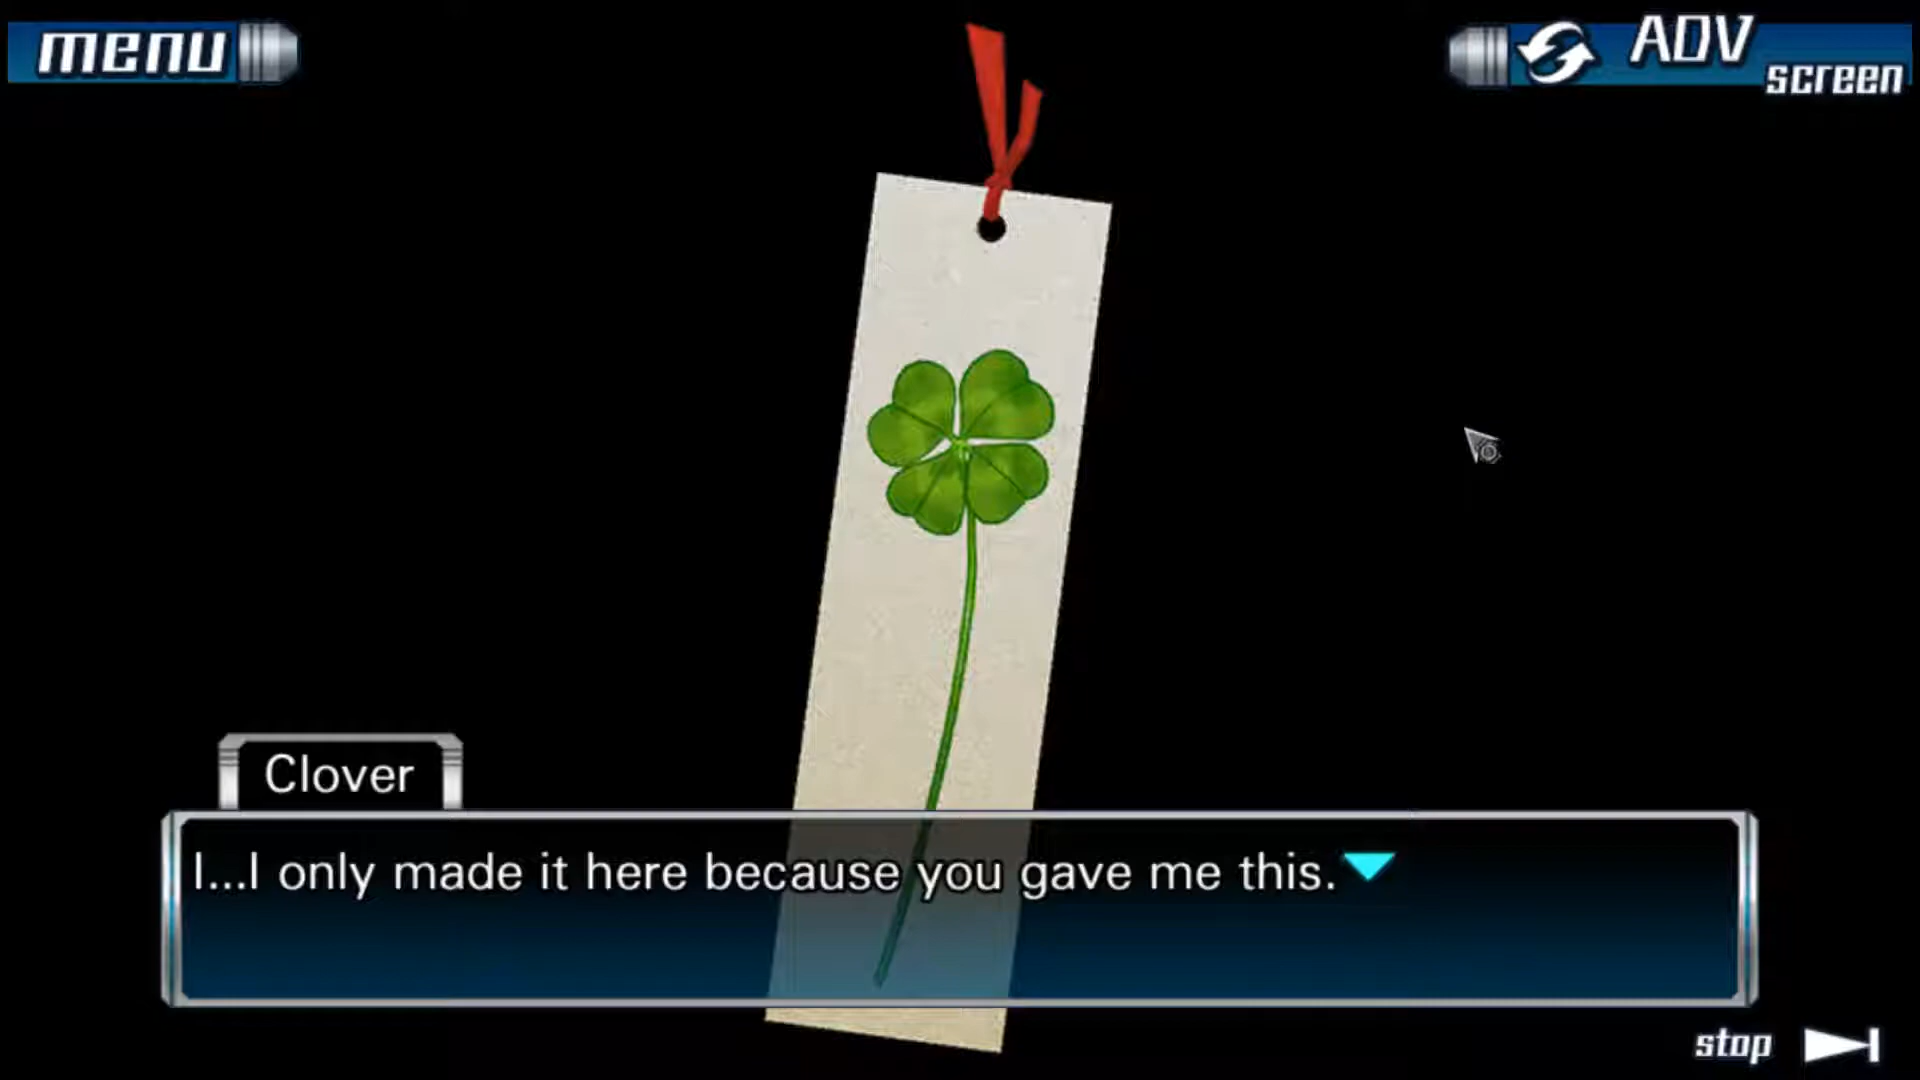 menu
ADV
screen
Clover
I...I only made it here because you gave me this.
stop